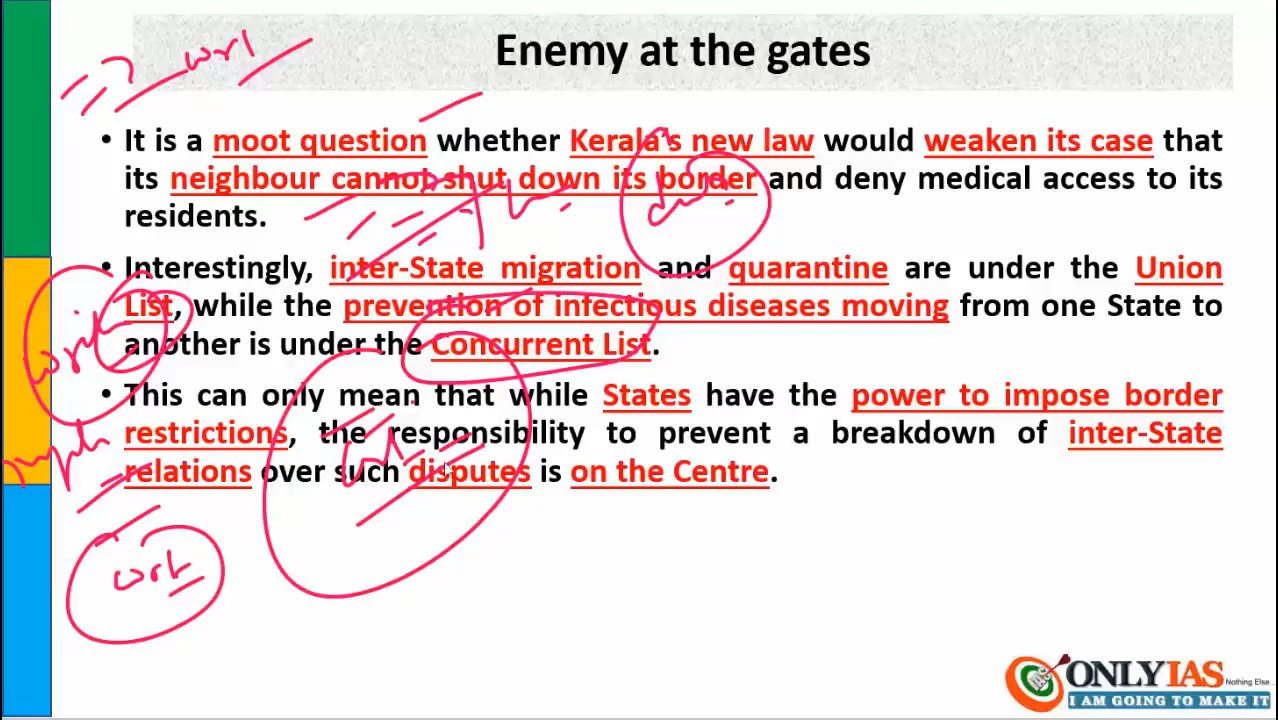 Enemy at the gates
• It is a moot question whether Kerala's new law would weaken its case that
its neighbour cannot shut down its border and deny medical access to its
residents.
• Interestingly, inter-State migration and quarantine are under the Union
List, while the prevention of infectious diseases moving from one State to
another is under the Concurrent List.
• This can only mean that while States have the power to impose border
restrictions, the responsibility to prevent a breakdown of inter-State
relations over such disputes is on the Centre.
ONLY IAS
Nothing Else...
I AM GOING TO MAKE IT